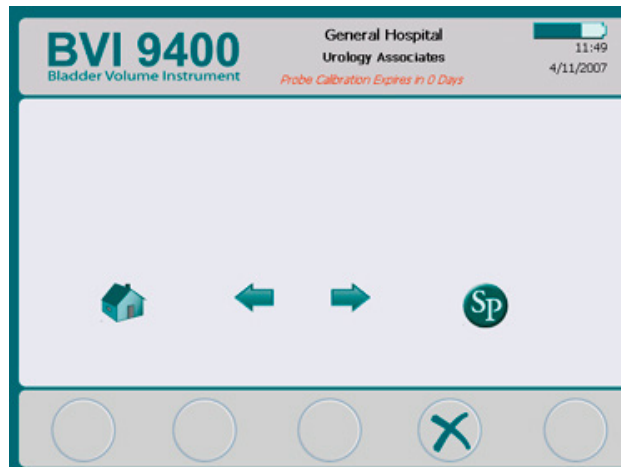 BVI 9400
Bladder Volume Instrument
General Hospital
Urology Associates
Probe Calibration Expires in 0 Days
11:49
4/11/2007
SP